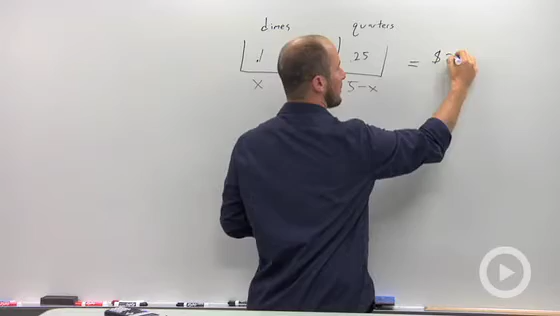 dimes quarters
.1 .25 = $
x 5-x